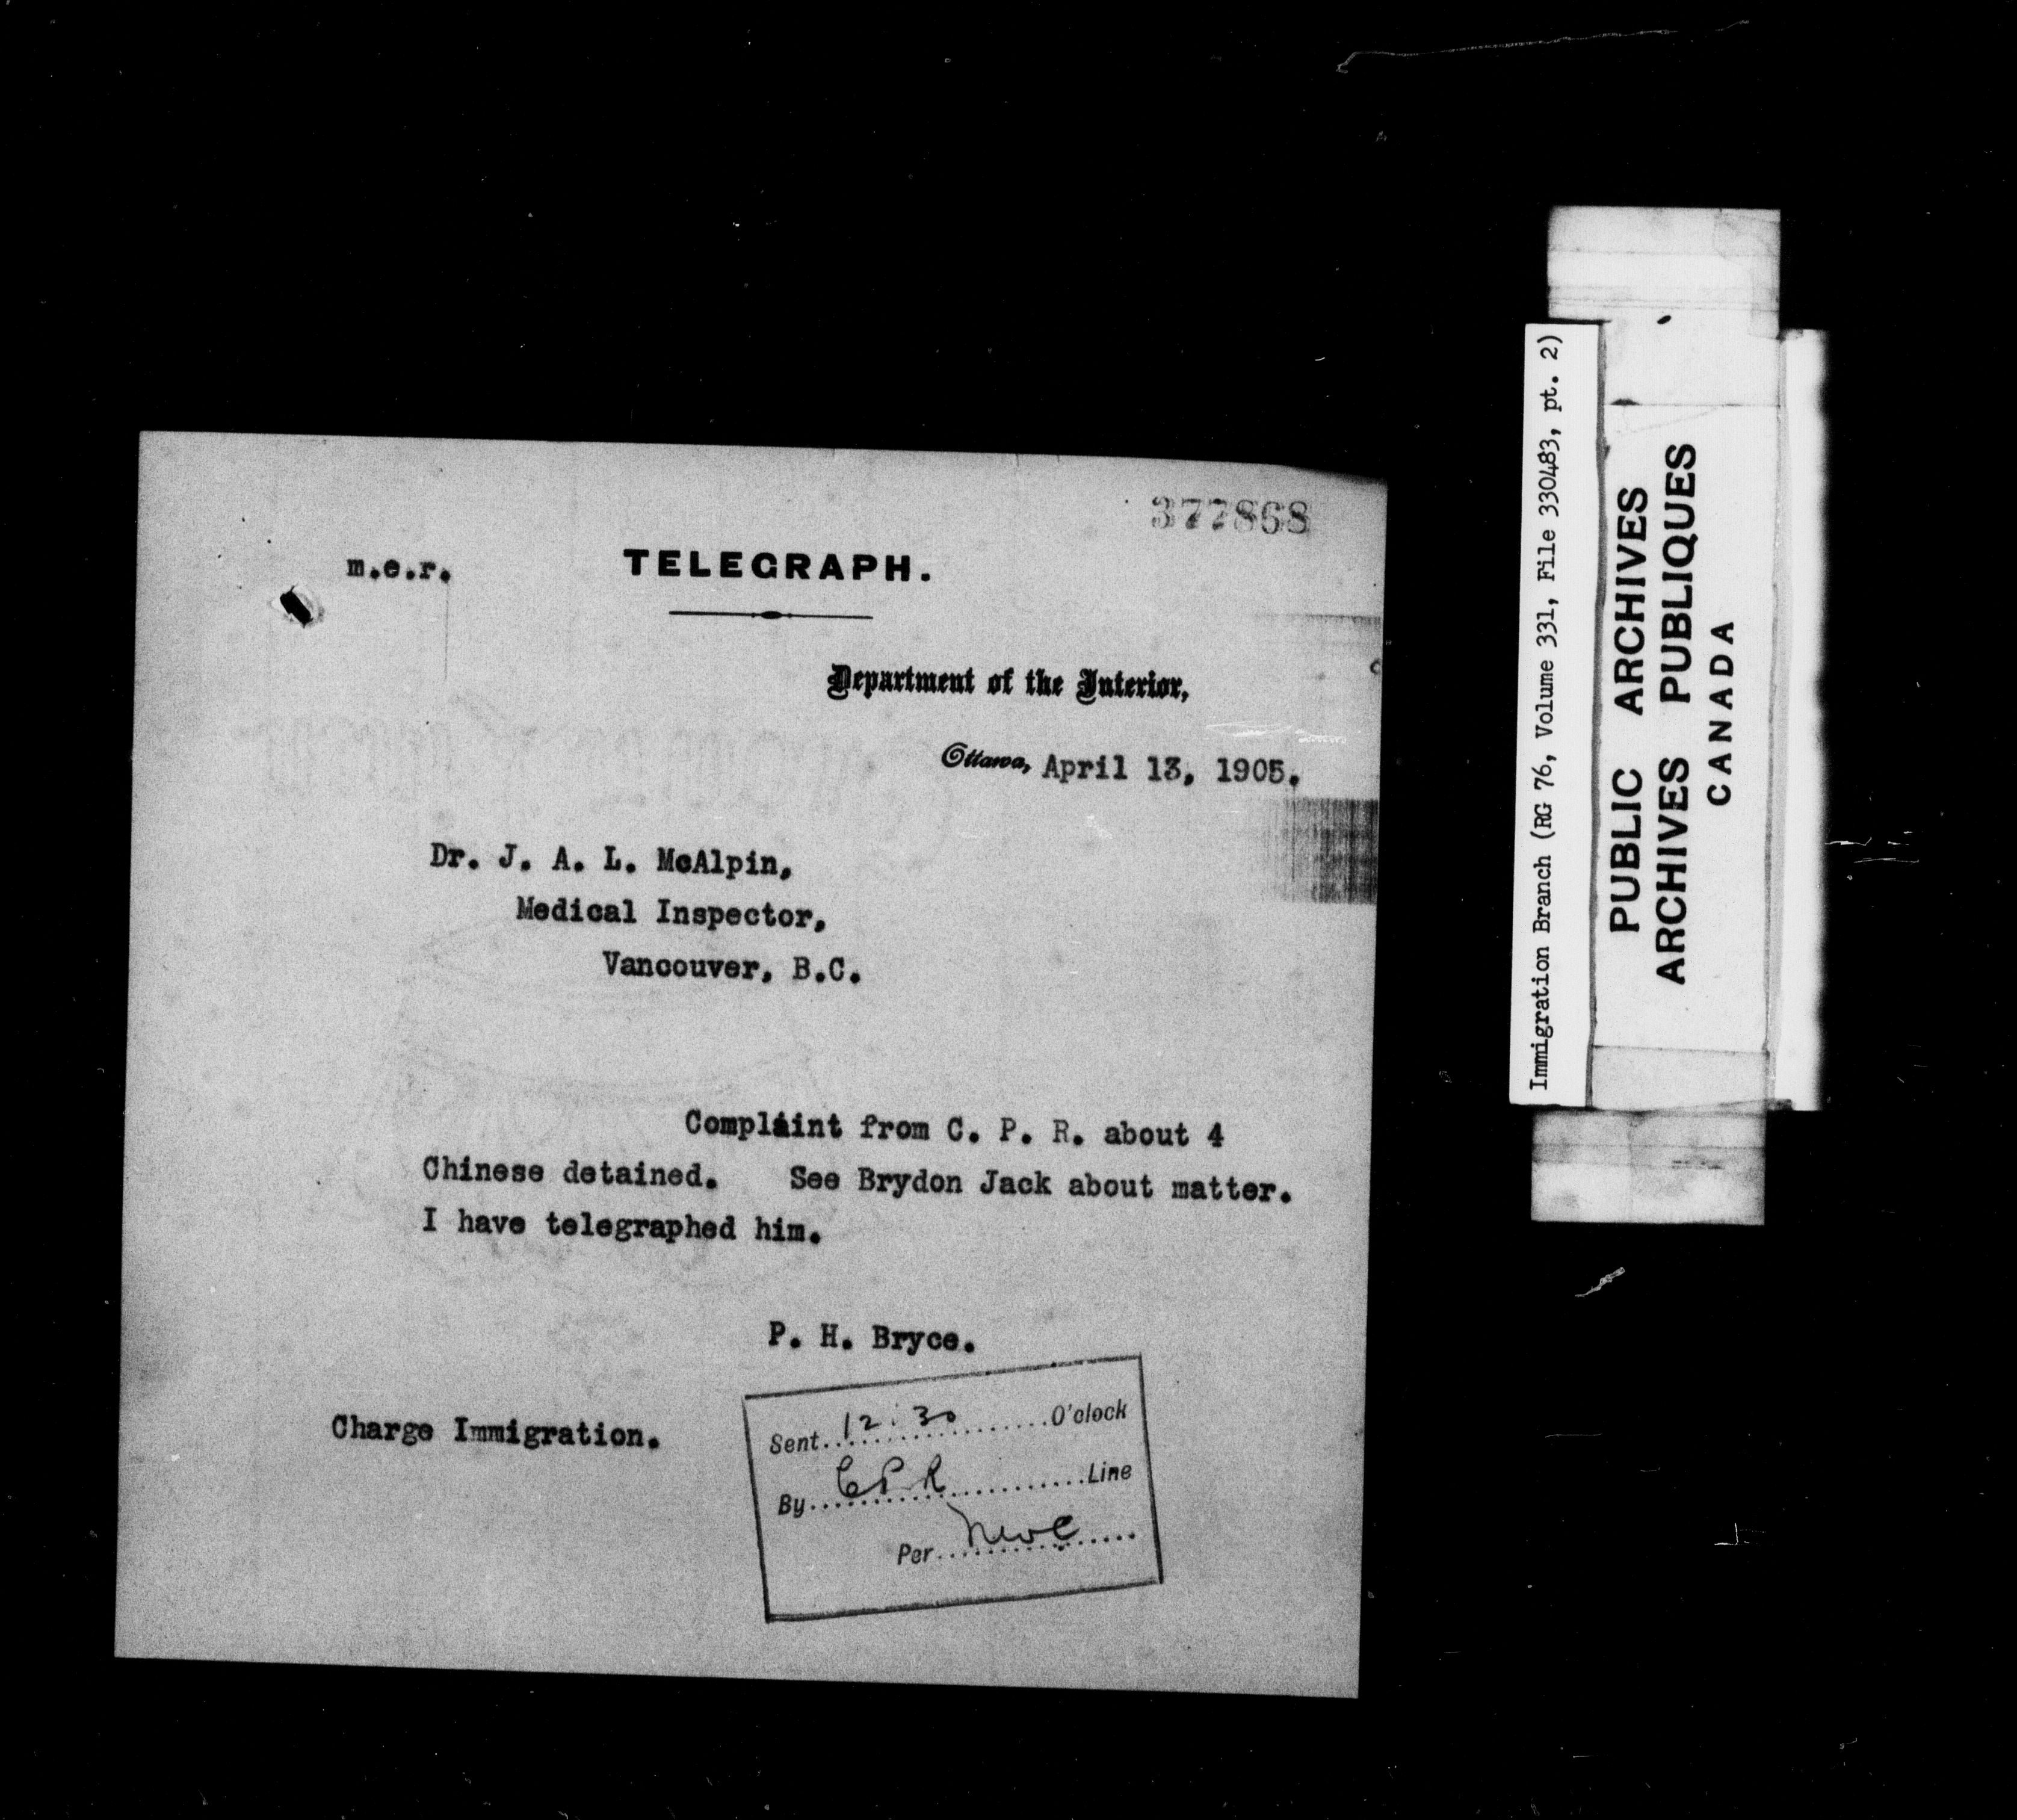 377868
m.e.r.
TELEGRAPH.
Department of the Interior,
Ottawa, April 13, 1905.
Dr. J. A. L. McAlpin,
Medical Inspector,
Vancouver, B.C.
Complaint from C. P. R. about 4
Chinese detained. See Brydon Jack about matter.
I have telegraphed him.
P. H. Bryce.
Charge Immigration.
Sent 12:30 O'clock
By CPR Line
Per
Immigration Branch (RG 76, Volume 331, File 330483, pt. 2)
PUBLIC ARCHIVES
ARCHIVES PUBLIQUES
CANADA